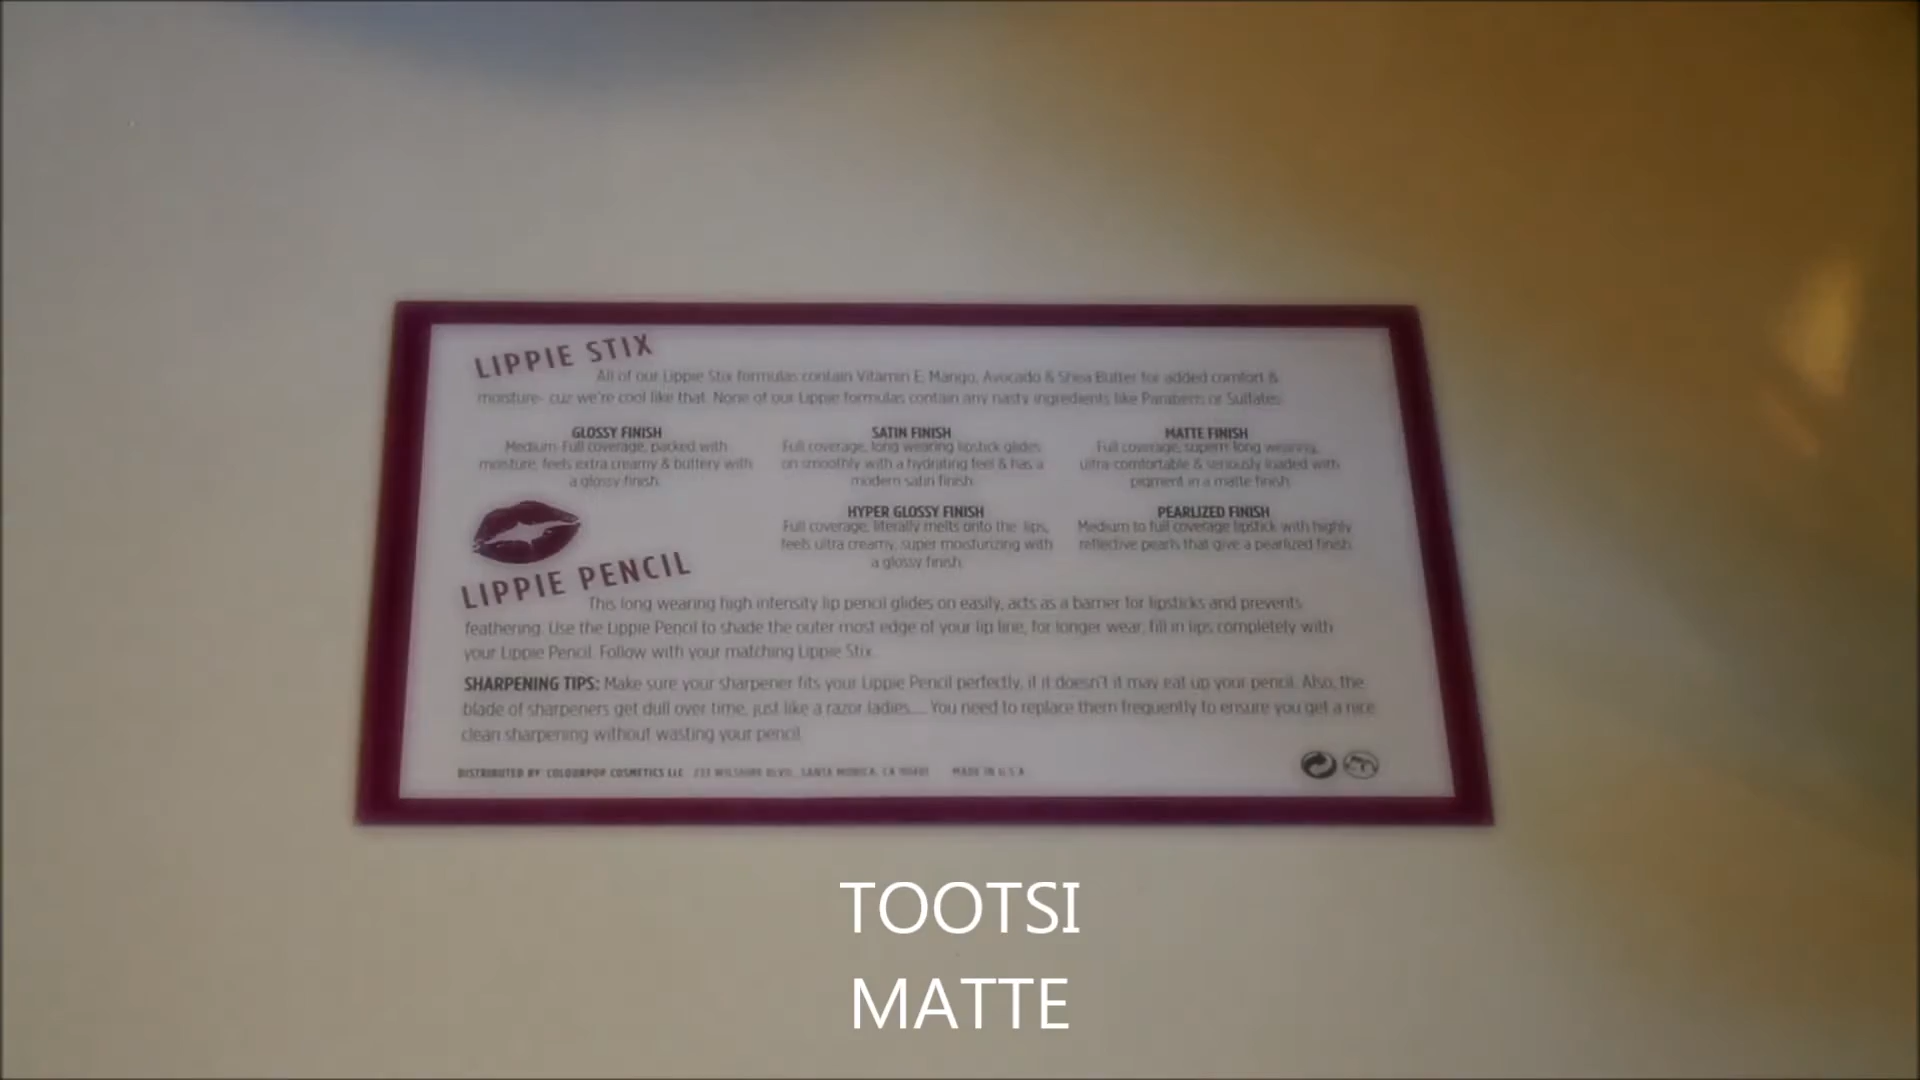 LIPPIE STIX
All of our Lippie Stix formulas contain Vitamin E, Mango, Avocado & Shea Butter for added comfort &
moisture- cuz we're cool like that. None of our Lippie formulas contain any nasty ingredients like Parabens or Sulfates.
GLOSSY FINISH
Medium-Full coverage, packed with
moisture, feels extra creamy & buttery with
a glossy finish.
SATIN FINISH
Full coverage, long wearing lipstick glides
on smoothly with a hydrating feel & has a
modern satin finish.
MATTE FINISH
Full coverage, superrr long wearing,
ultra-comfortable & seriously loaded with
pigment in a matte finish.
HYPER GLOSSY FINISH
Full coverage, literally melts onto the lips,
feels ultra creamy, super moisturizing with
a glossy finish.
PEARLIZED FINISH
Medium to full coverage lipstick with highly
reflective pearls that give a pearlized finish.
LIPPIE PENCIL
This long wearing high intensity lip pencil glides on easily, acts as a barrier for lipsticks and prevents
feathering. Use the Lippie Pencil to shade the outer most edge of your lip line, for longer wear, fill in lips completely with
your Lippie Pencil. Follow with your matching Lippie Stix.
SHARPENING TIPS: Make sure your sharpener fits your Lippie Pencil perfectly, if it doesn't it may eat up your pencil. Also, the
blade of sharpeners get dull over time, just like a razor ladies..... You need to replace them frequently to ensure you get a nice
clean sharpening without wasting your pencil.
DISTRIBUTED BY: COLOURPOP COSMETICS LLC WILSHIRE BLVD. SANTA MONICA, CA MADE IN U.S.A.
TOOTSI
MATTE